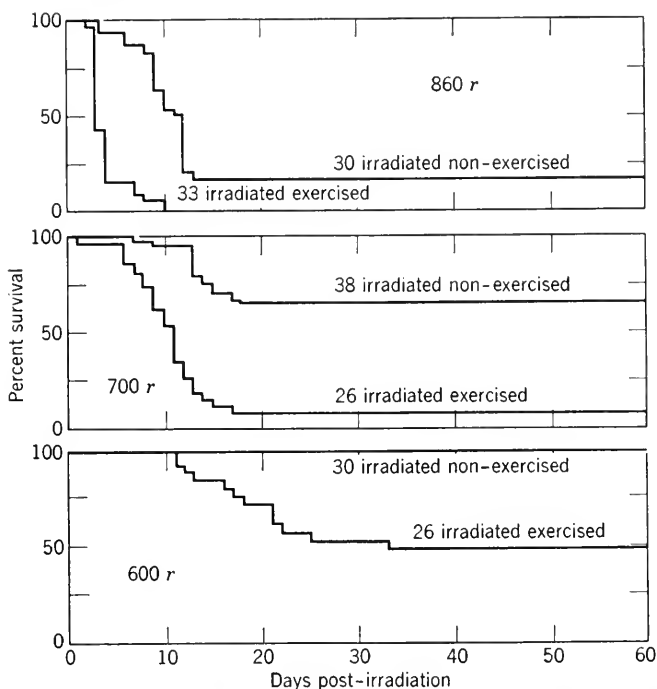 100
860 r
50
30 irradiated non-exercised
33 irradiated exercised
0
100
38 irradiated non-exercised
50
700 r
26 irradiated exercised
0
100
30 irradiated non-exercised
26 irradiated exercised
50
600 r
0
0 10 20 30 40 50 60
Days post-irradiation
Percent survival